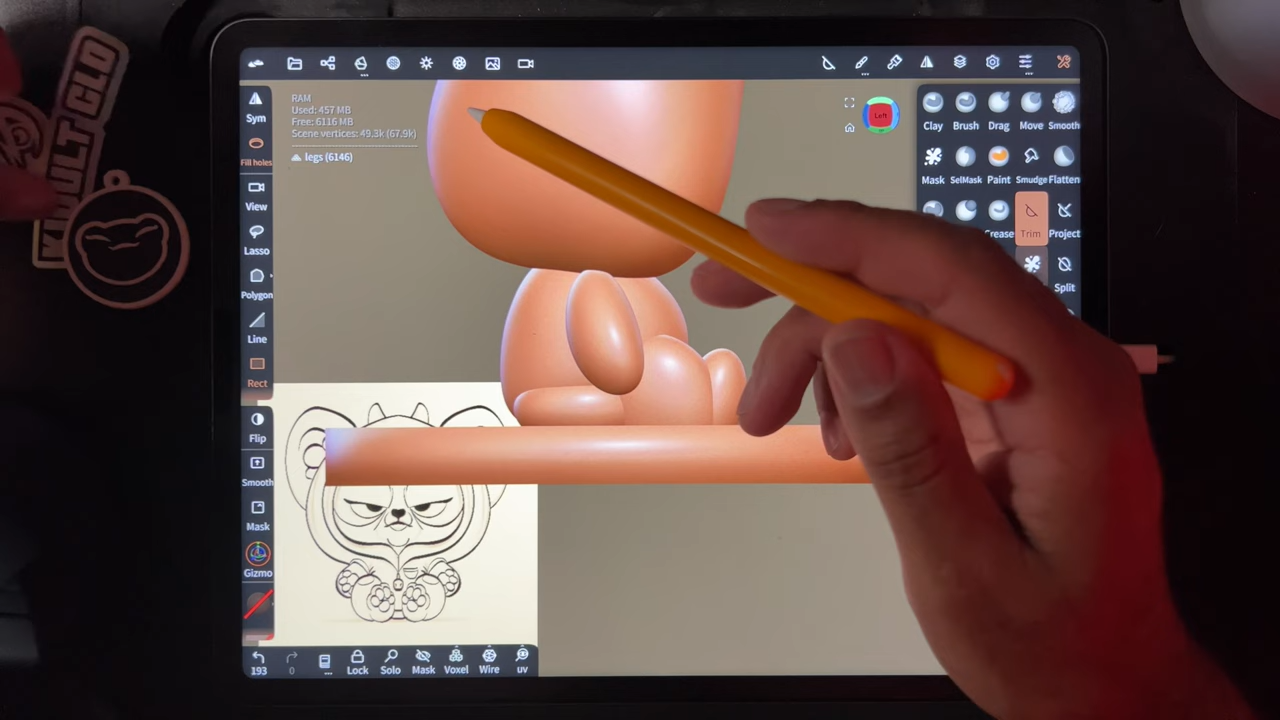 KIDULT CLO
RAM
Used: 457 MB
Free: 6116 MB
Scene vertices: 49.3k (67.9k)
legs (6146)
Left
Sym
Fill holes
View
Lasso
Polygon
Line
Rect
Flip
Smooth
Mask
Gizmo
Clay Brush Drag Move Smooth
Mask SelMask Paint Smudge Flatten
Crease Trim Project
Split
193 0 Lock Solo Mask Voxel Wire uv